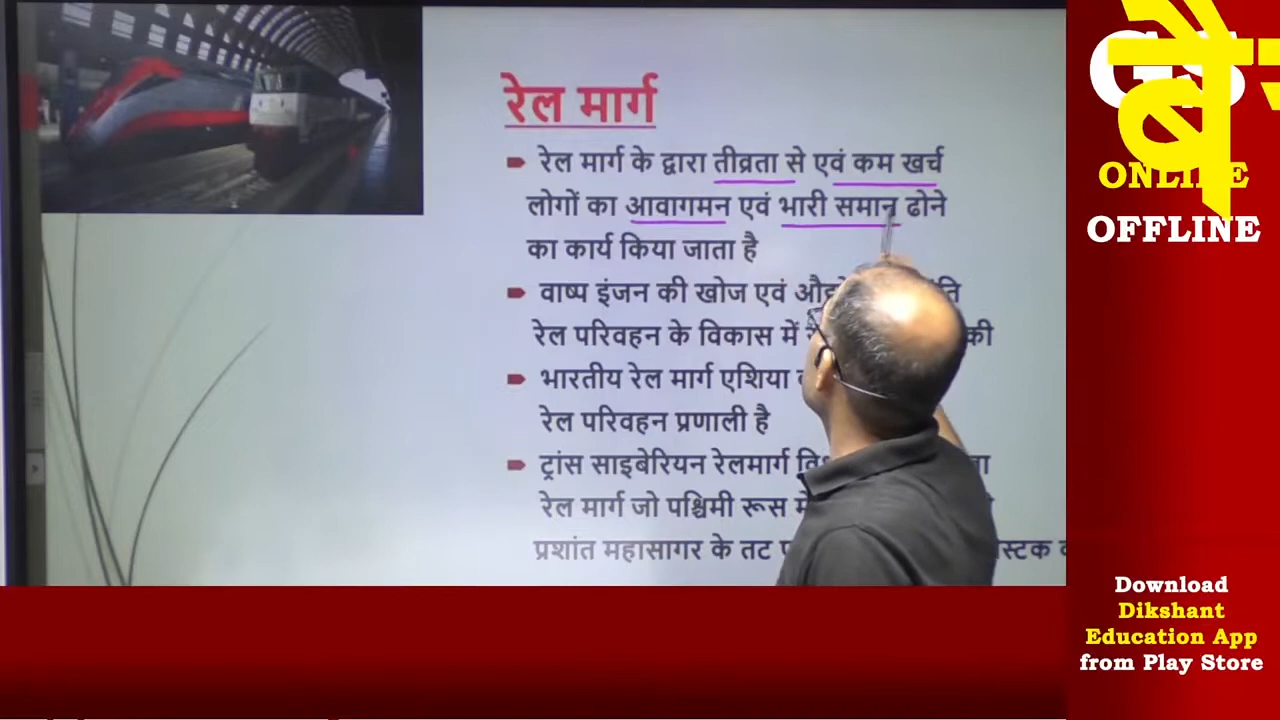 रेल मार्ग
रेल मार्ग के द्वारा तीव्रता से एवं कम खर्च
लोगों का आवागमन एवं भारी समान ढोने
का कार्य किया जाता है
वाष्प इंजन की खोज एवं
रेल परिवहन के विकास में की
भारतीय रेल मार्ग एशिया
रेल परिवहन प्रणाली है
ट्रांस साइबेरियन रेलमार्ग
रेल मार्ग जो पश्चिमी रूस
प्रशांत महासागर के तट
GS
बै
ONLINE
OFFLINE
Download
Dikshant
Education App
from Play Store